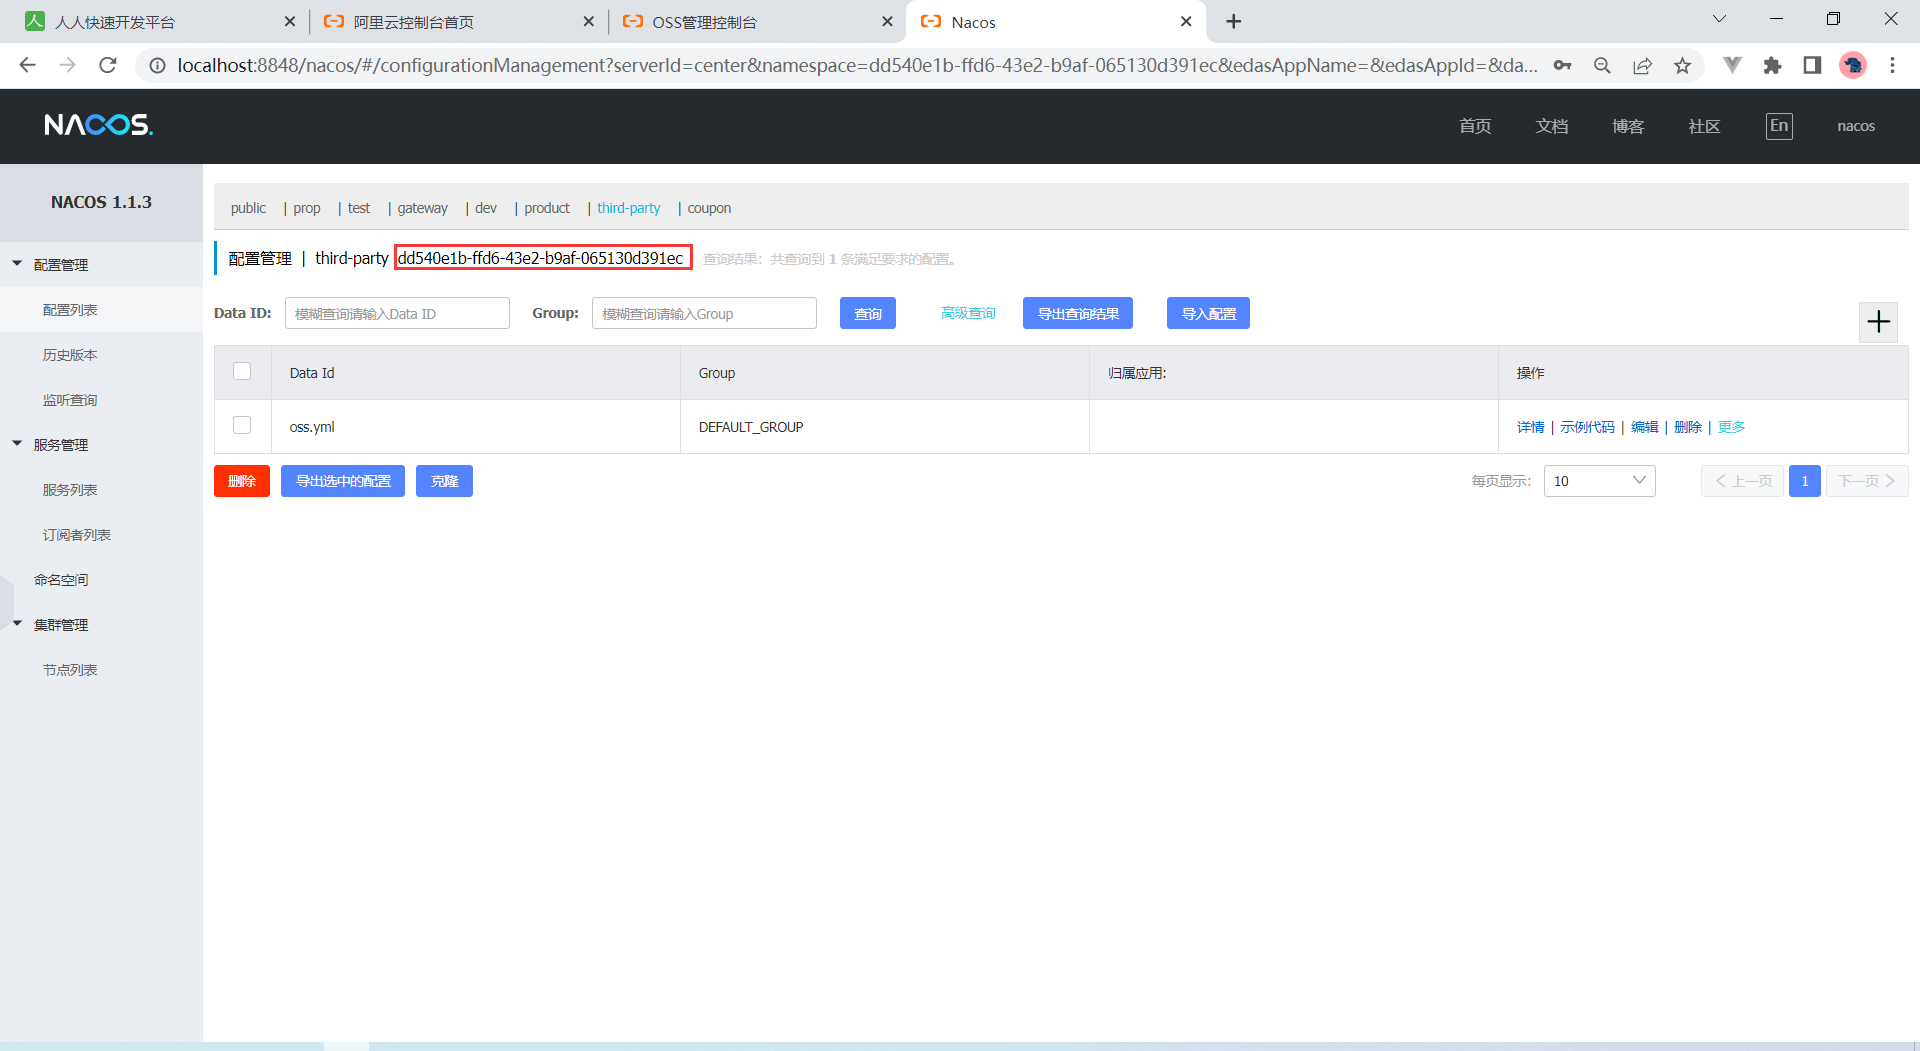 人人快速开发平台
阿里云控制台首页
OSS管理控制台
Nacos
localhost:8848/nacos/#/configurationManagement?serverId=center&namespace=dd540e1b-ffd6-43e2-b9af-065130d391ec&edasAppName=&edasAppId=&da...
NACOS.
首页 文档 博客 社区 En nacos
NACOS 1.1.3
配置管理
配置列表
历史版本
监听查询
服务管理
服务列表
订阅者列表
命名空间
集群管理
节点列表
public | prop | test | gateway | dev | product | third-party | coupon
配置管理 | third-party dd540e1b-ffd6-43e2-b9af-065130d391ec 查询结果：共查询到 1 条满足要求的配置。
Data ID: 模糊查询请输入Data ID Group: 模糊查询请输入Group 查询 高级查询 导出查询结果 导入配置
Data Id Group 归属应用: 操作
oss.yml DEFAULT_GROUP 详情 | 示例代码 | 编辑 | 删除 | 更多
删除 导出选中的配置 克隆 每页显示: 10 上一页 1 下一页